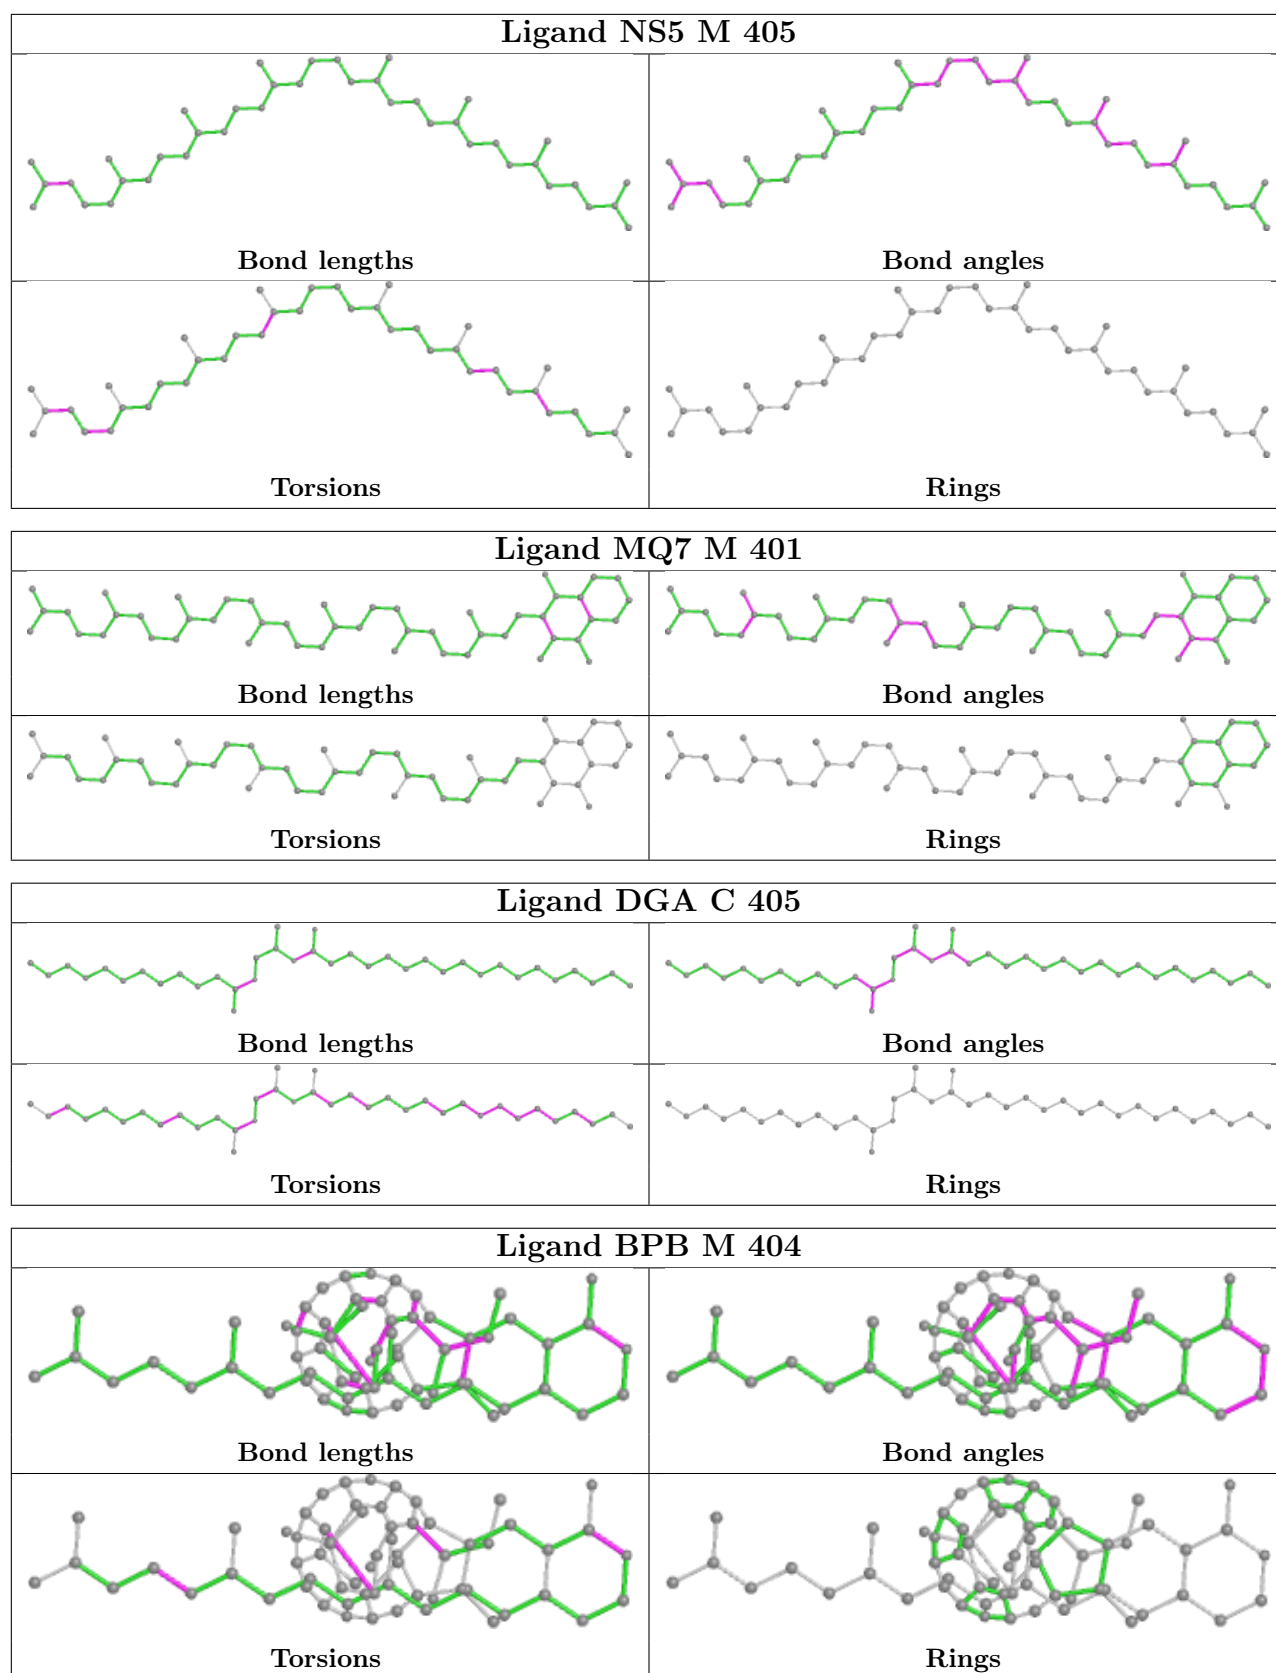 Ligand NS5 M 405
Bond lengths
Bond angles
Torsions
Rings
Ligand MQ7 M 401
Bond lengths
Bond angles
Torsions
Rings
Ligand DGA C 405
Bond lengths
Bond angles
Torsions
Rings
Ligand BPB M 404
Bond lengths
Bond angles
Torsions
Rings